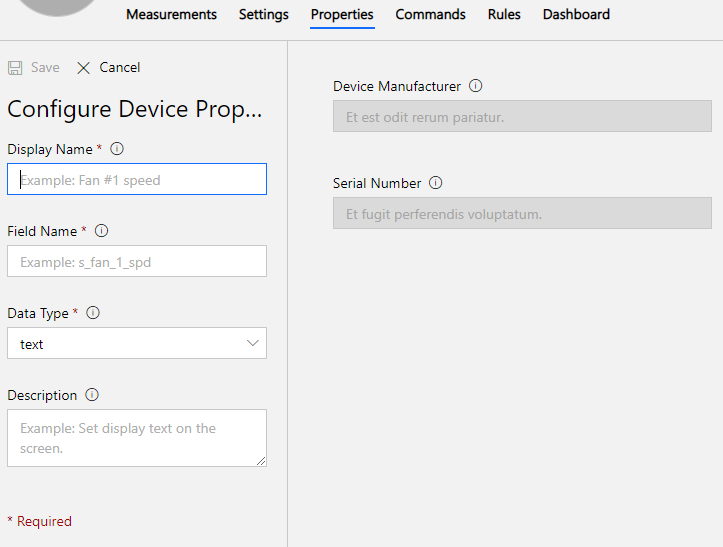 Measurements Settings Properties Commands Rules Dashboard
Save Cancel
Configure Device Prop...
Display Name *
Example: Fan #1 speed
Field Name *
Example: s_fan_1_spd
Data Type *
text
Description
Example: Set display text on the
screen.
* Required
Device Manufacturer
Et est odit rerum pariatur.
Serial Number
Et fugit perferendis voluptatum.